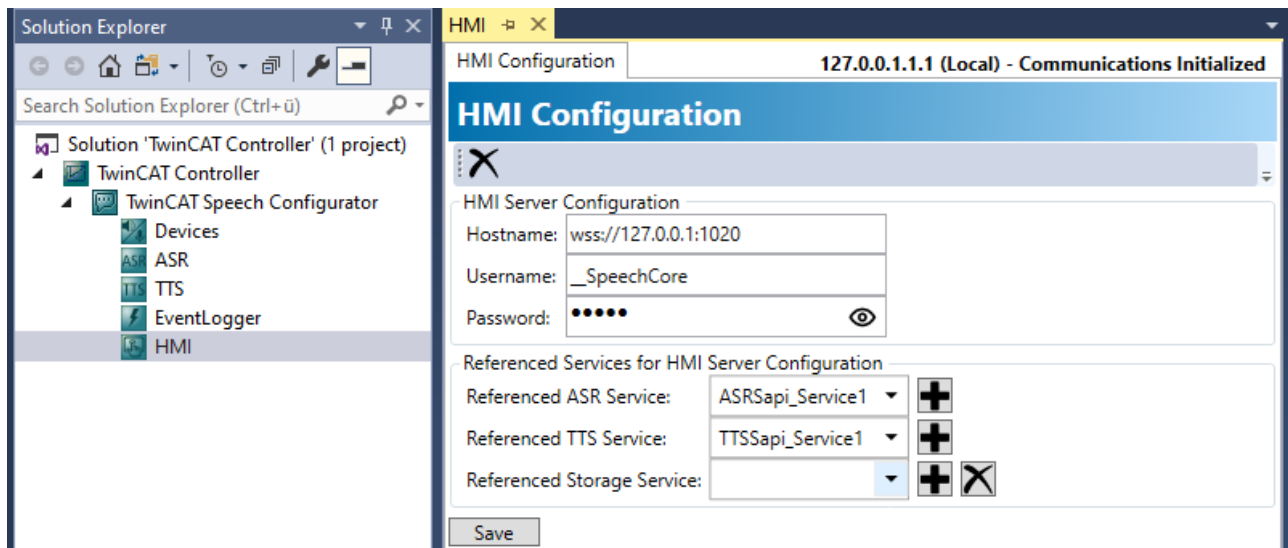 Solution Explorer
Search Solution Explorer (Ctrl+ü)
Solution 'TwinCAT Controller' (1 project)
TwinCAT Controller
TwinCAT Speech Configurator
Devices
ASR ASR
TTS TTS
EventLogger
HMI
HMI
HMI Configuration
127.0.0.1.1.1 (Local) - Communications Initialized
HMI Configuration
HMI Server Configuration
Hostname: wss://127.0.0.1:1020
Username: __SpeechCore
Password: •••••
Referenced Services for HMI Server Configuration
Referenced ASR Service: ASRSapi_Service1
Referenced TTS Service: TTSSapi_Service1
Referenced Storage Service:
Save